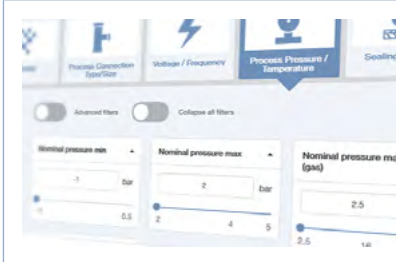 Process Connection
Type/Size
Voltage / Frequency
Process Pressure /
Temperature
Sealing
Advanced filters
Collapse all filters
Nominal pressure min
-1
bar
-1
0.5
Nominal pressure max
2
bar
2
4
5
Nominal pressure ma
(gas)
2.5
2.5
16